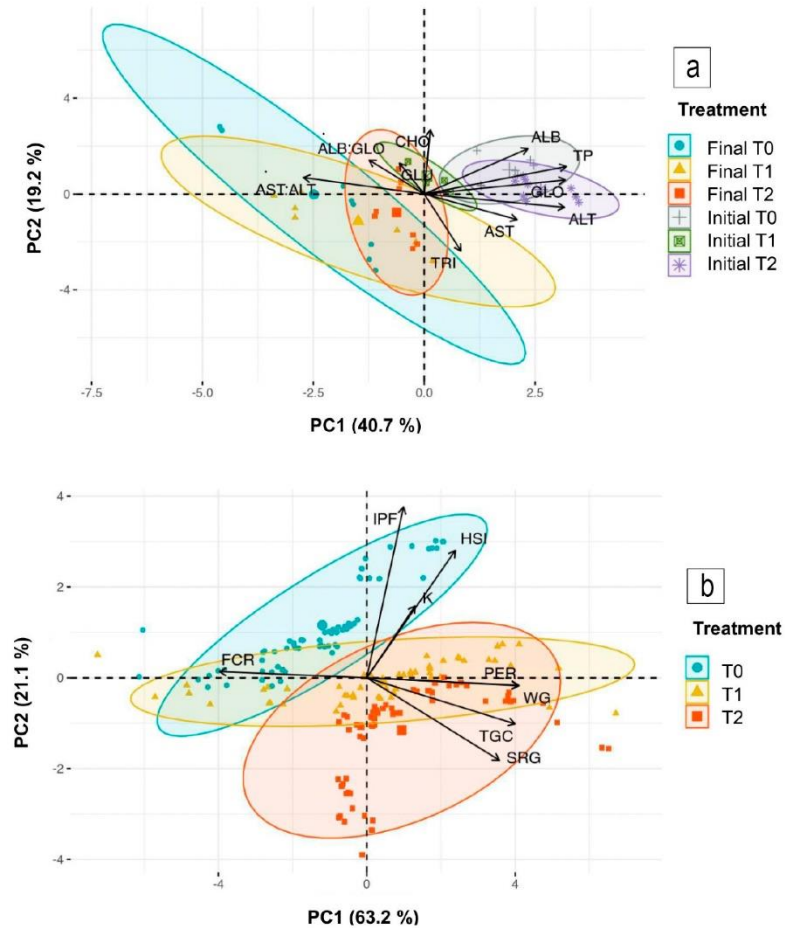 a
Treatment
Final T0
Final T1
Final T2
Initial T0
Initial T1
Initial T2
4
0
-4
PC2 (19.2 %)
CHO
ALB
ALB:GLO
TP
GLU
AST:ALT
GLO
ALT
AST
TRI
-7.5 -5.0 -2.5 0.0 2.5
PC1 (40.7 %)
b
Treatment
T0
T1
T2
4
2
0
-2
-4
PC2 (21.1 %)
IPF
HSI
K
FCR
PER
WG
TGC
SRG
-4 0 4
PC1 (63.2 %)